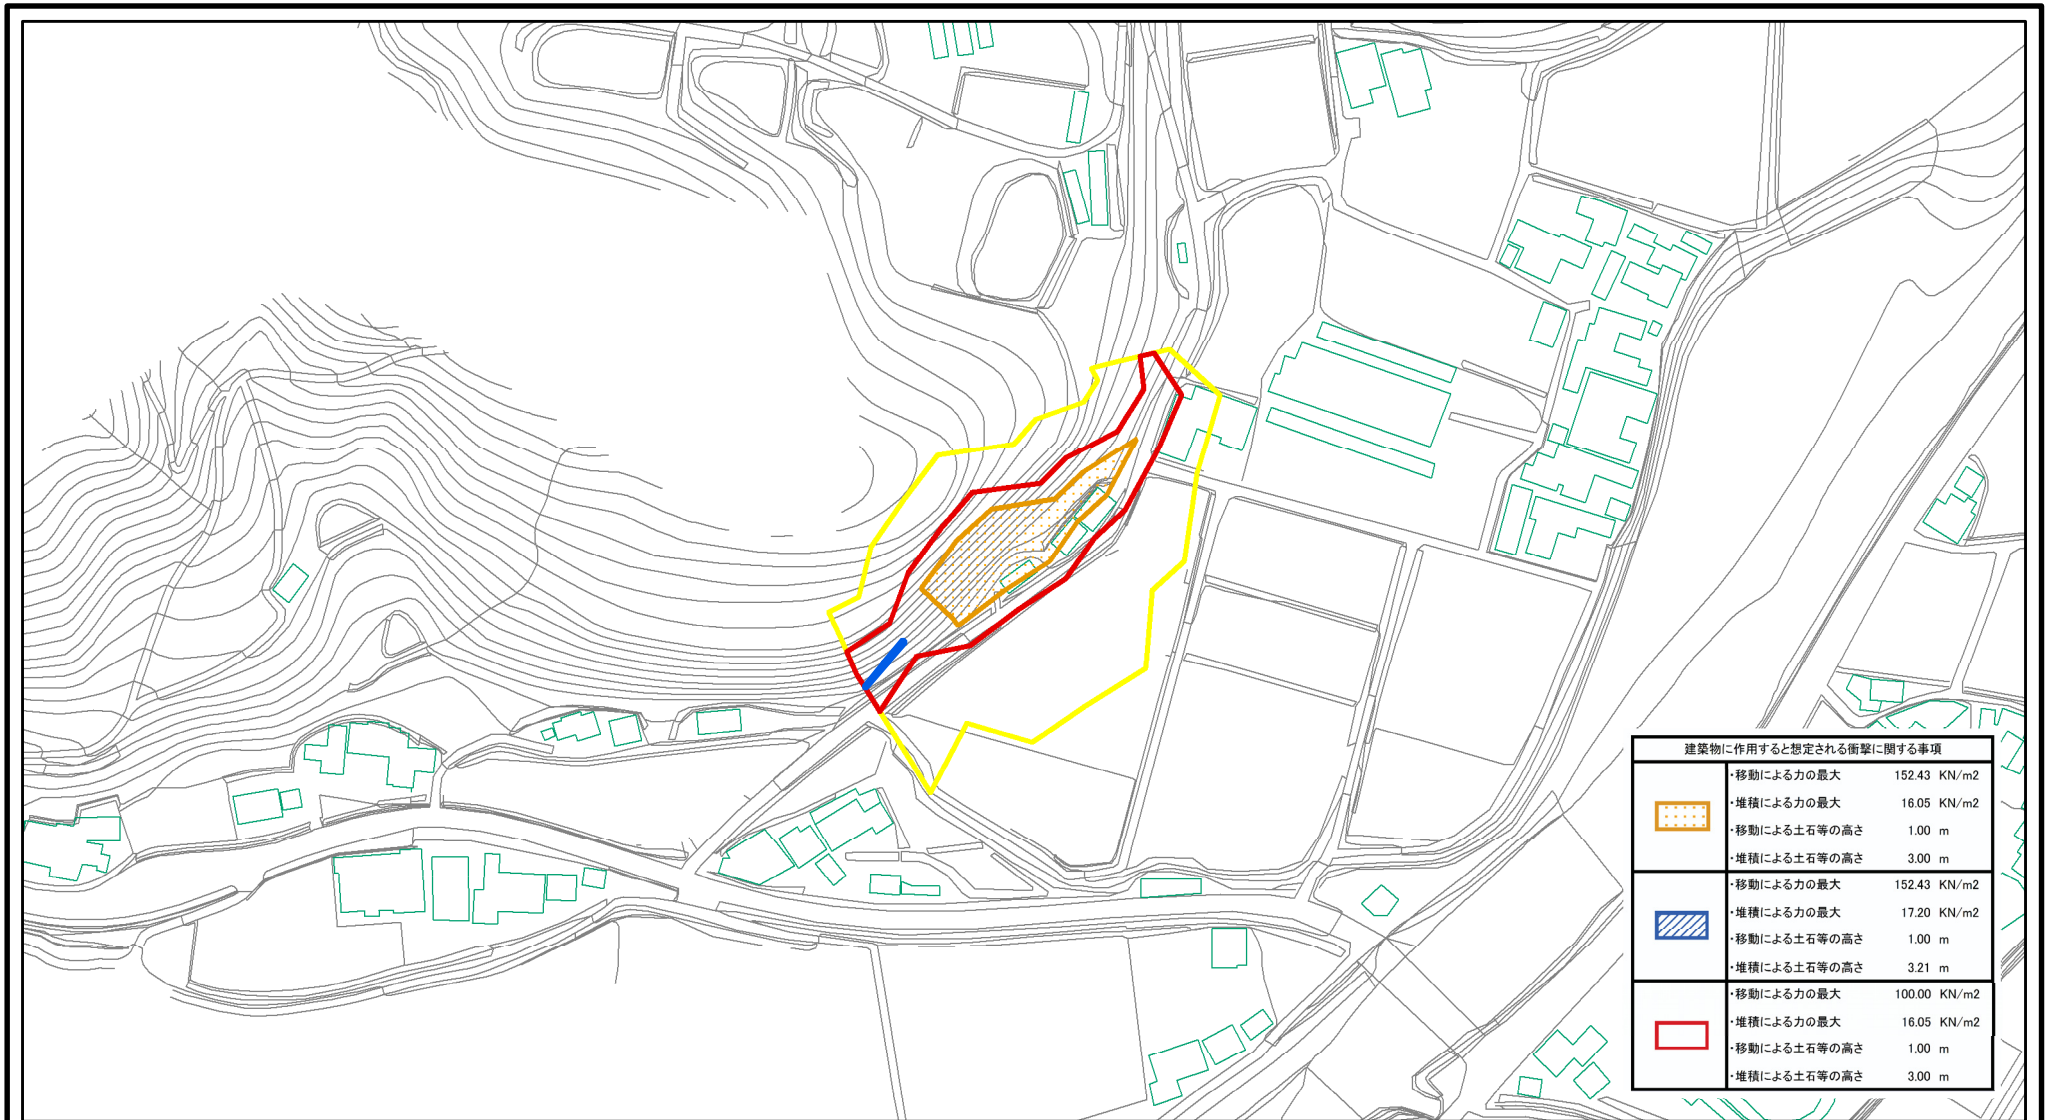 建築物に作用すると想定される衝撃に関する事項
・移動による力の最大 152.43 KN/m2
・堆積による力の最大 16.05 KN/m2
・移動による土石等の高さ 1.00 m
・堆積による土石等の高さ 3.00 m
・移動による力の最大 152.43 KN/m2
・堆積による力の最大 17.20 KN/m2
・移動による土石等の高さ 1.00 m
・堆積による土石等の高さ 3.21 m
・移動による力の最大 100.00 KN/m2
・堆積による力の最大 16.05 KN/m2
・移動による土石等の高さ 1.00 m
・堆積による土石等の高さ 3.00 m